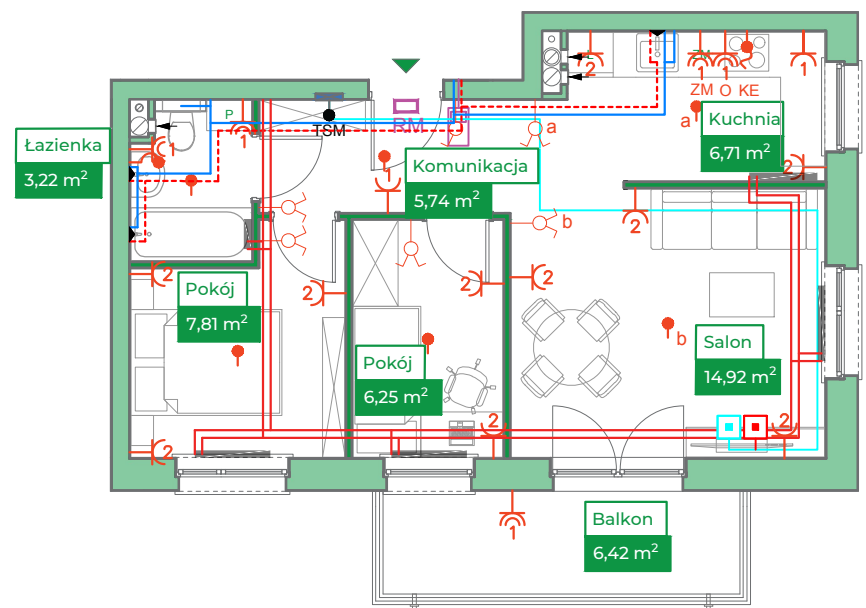 2
L
ZM
1
1
1
ZM O KE
a
Kuchnia
6,71 m²
P
1
TSM
RM
a
Łazienka
3,22 m²
1
Komunikacja
5,74 m²
1
2
2
b
2
2
2
Pokój
7,81 m²
Pokój
6,25 m²
b
Salon
14,92 m²
2
2
2
1
Balkon
6,42 m²